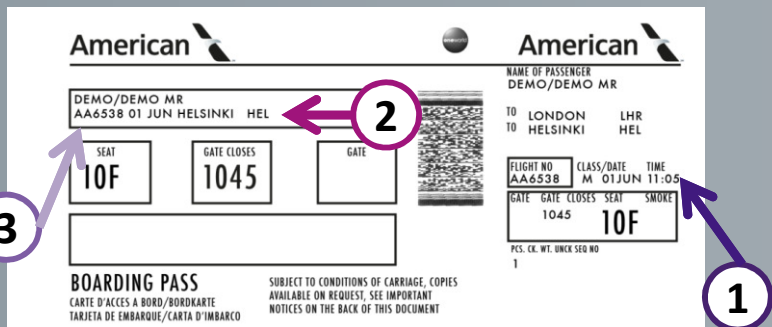 American
DEMO/DEMO MR
AA6538 01 JUN HELSINKI HEL
2
SEAT
10F
GATE CLOSES
1045
GATE
3
BOARDING PASS
CARTE D'ACCES A BORD/BORDKARTE
TARJETA DE EMBARQUE/CARTA D'IMBARCO
SUBJECT TO CONDITIONS OF CARRIAGE, COPIES
AVAILABLE ON REQUEST, SEE IMPORTANT
NOTICES ON THE BACK OF THIS DOCUMENT
oneworld
American
NAME OF PASSENGER
DEMO/DEMO MR
TO LONDON LHR
TO HELSINKI HEL
FLIGHT NO CLASS/DATE TIME
AA6538 M 01JUN 11:05
GATE GATE CLOSES SEAT SMOKE
1045 10F
PCS. CK. WT. UNCK SEQ NO
1
1